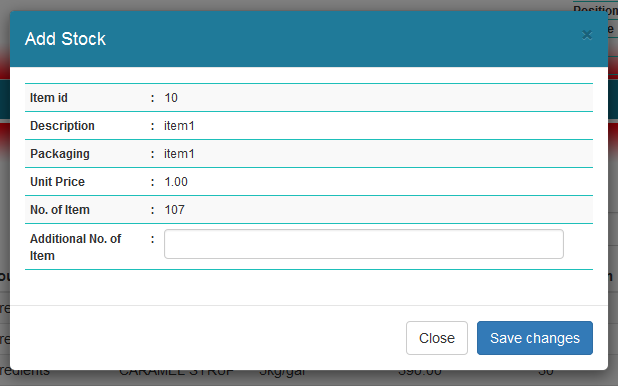 Position
e
Add Stock ×
Item id : 10
Description : item1
Packaging : item1
Unit Price : 1.00
No. of Item : 107
Additional No. of :
Item
Close Save changes
redients CARAMEL SYRUP 5kg/gal 390.00 50